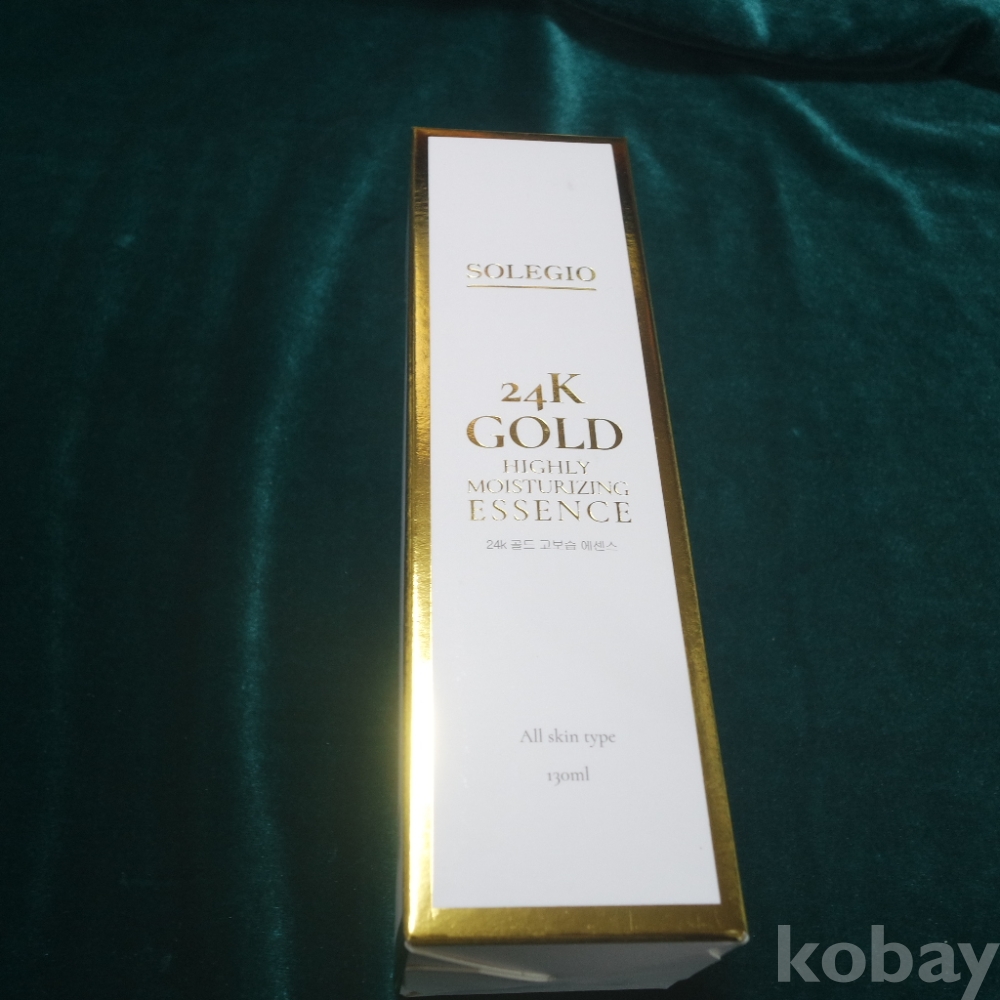 SOLEGIO
24K
GOLD
HIGHLY
MOISTURIZING
ESSENCE
24k 골드 고보습 에센스
All skin type
130ml
kobay